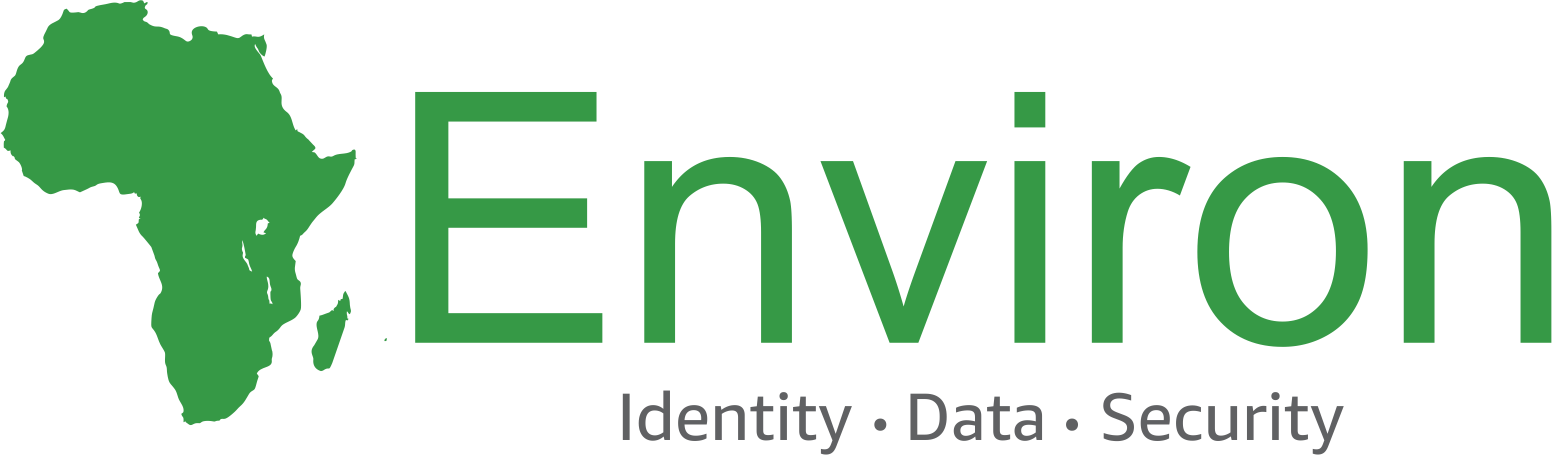 Environ
Identity • Data • Security